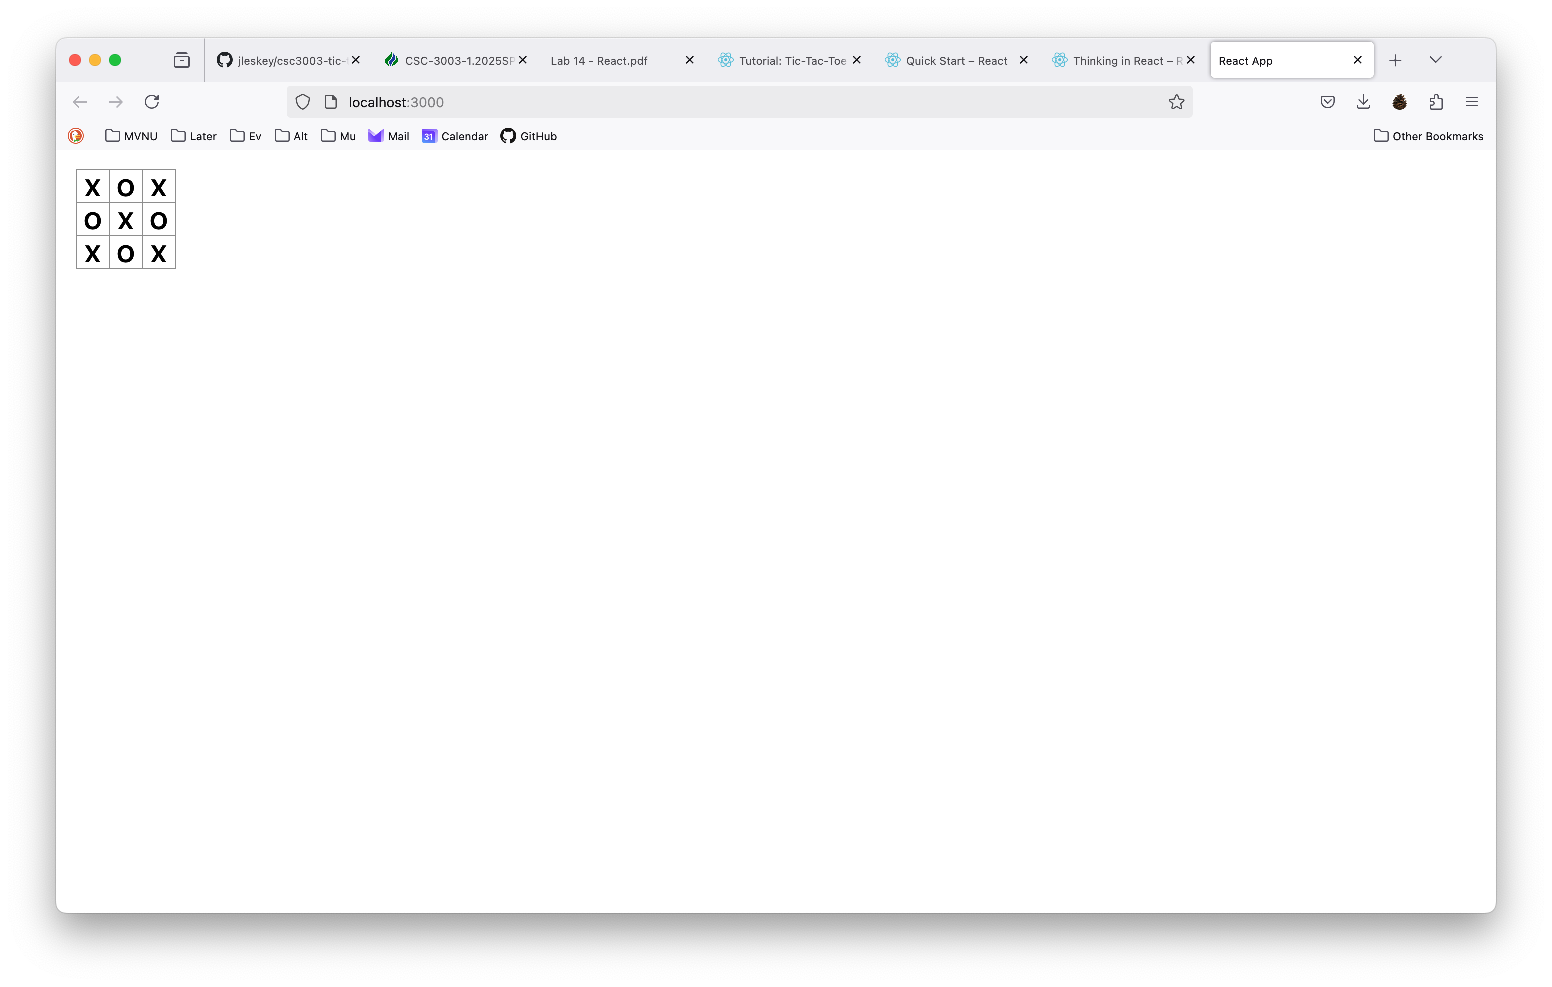 jleskey/csc3003-tic- CSC-3003-1.2025SP Lab 14 - React.pdf Tutorial: Tic-Tac-Toe Quick Start – React Thinking in React – R React App
localhost:3000
MVNU Later Ev Alt Mu Mail 31 Calendar GitHub Other Bookmarks
X O X
O X O
X O X